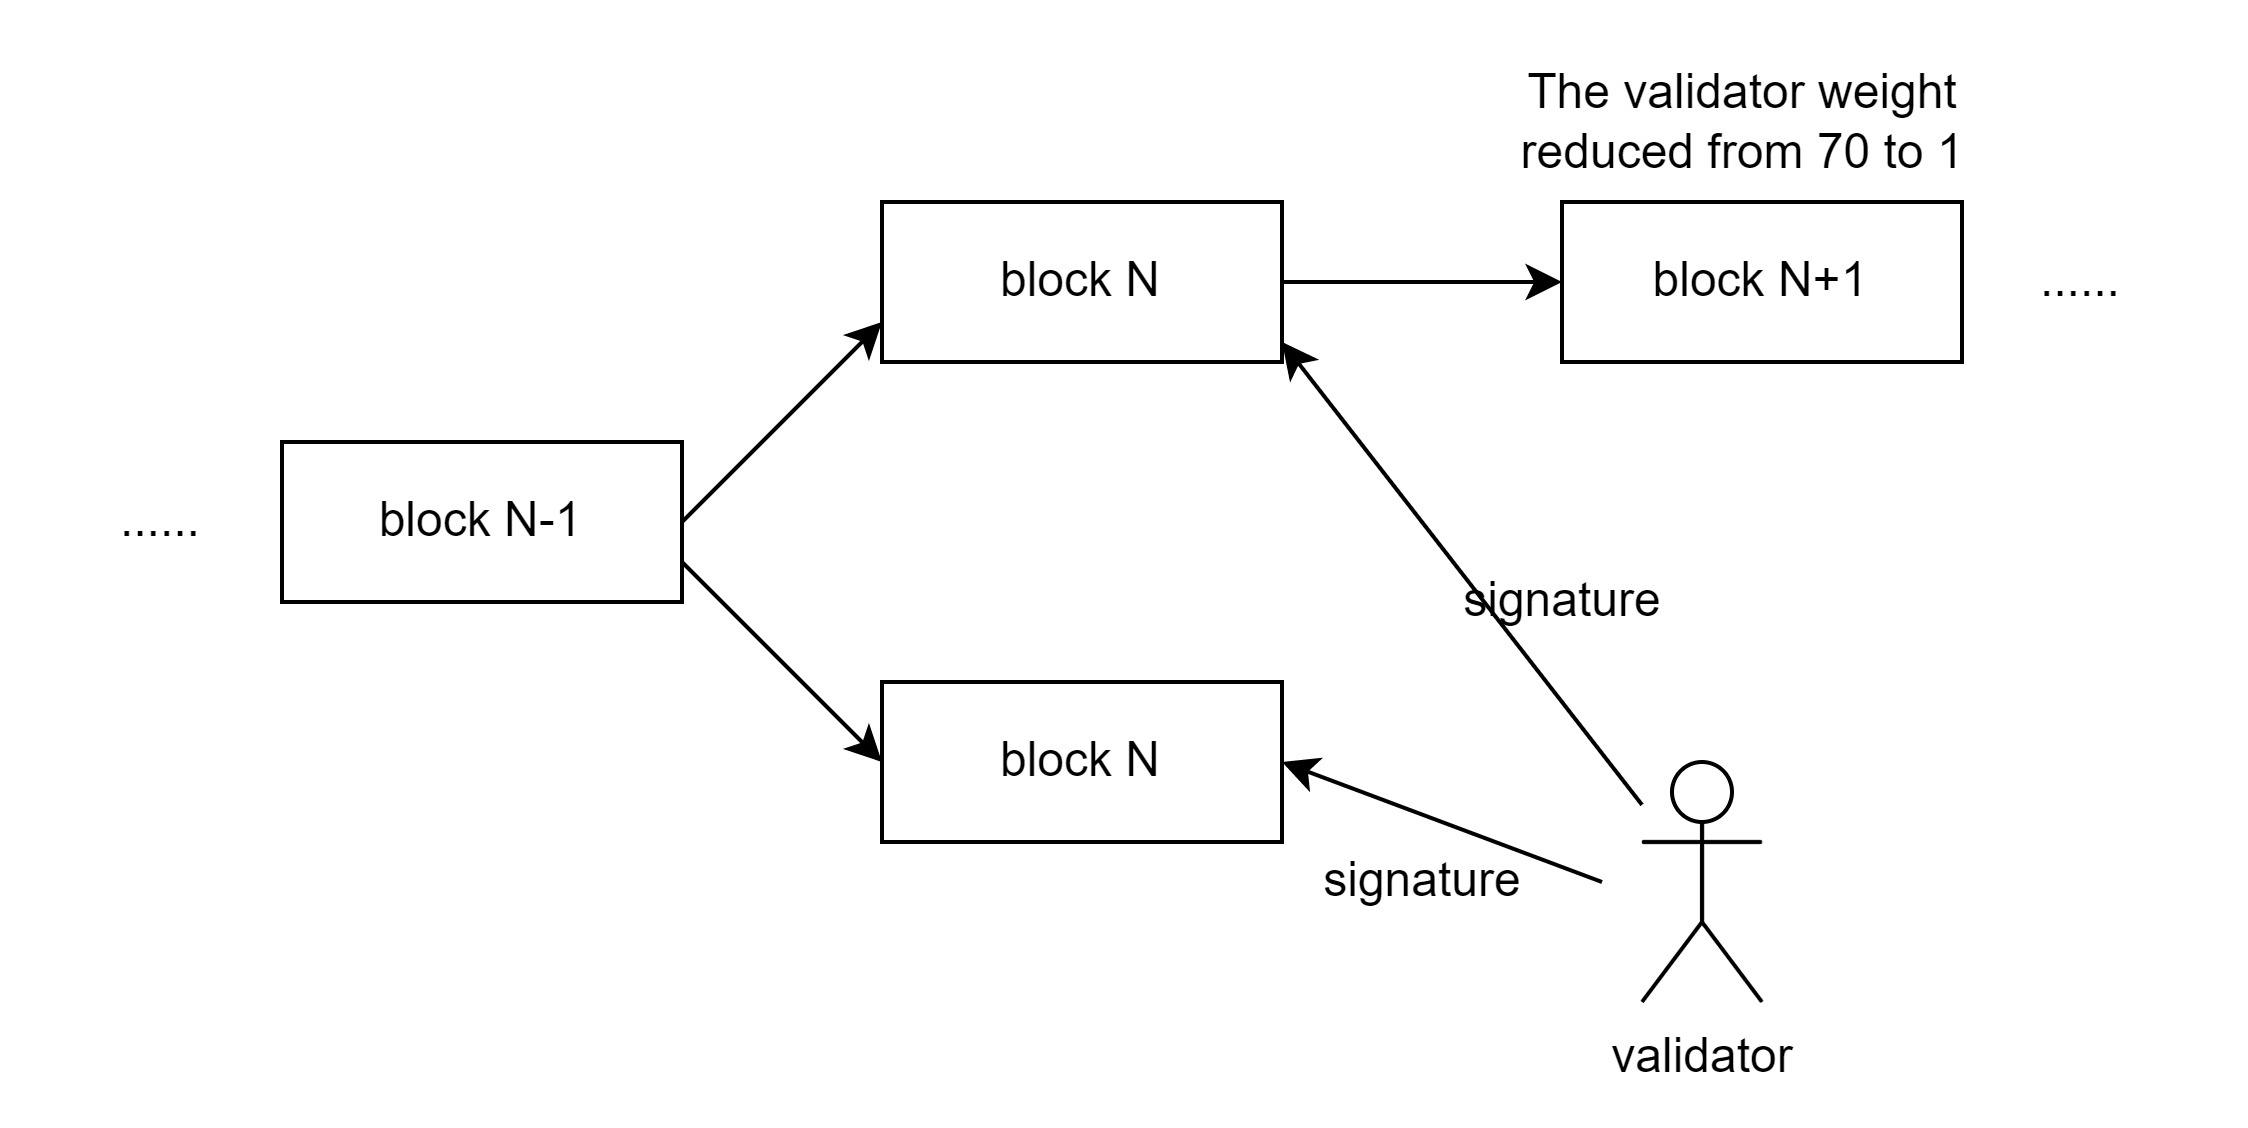 The validator weight
reduced from 70 to 1
block N
block N+1
......
......
block N-1
signature
block N
signature
validator